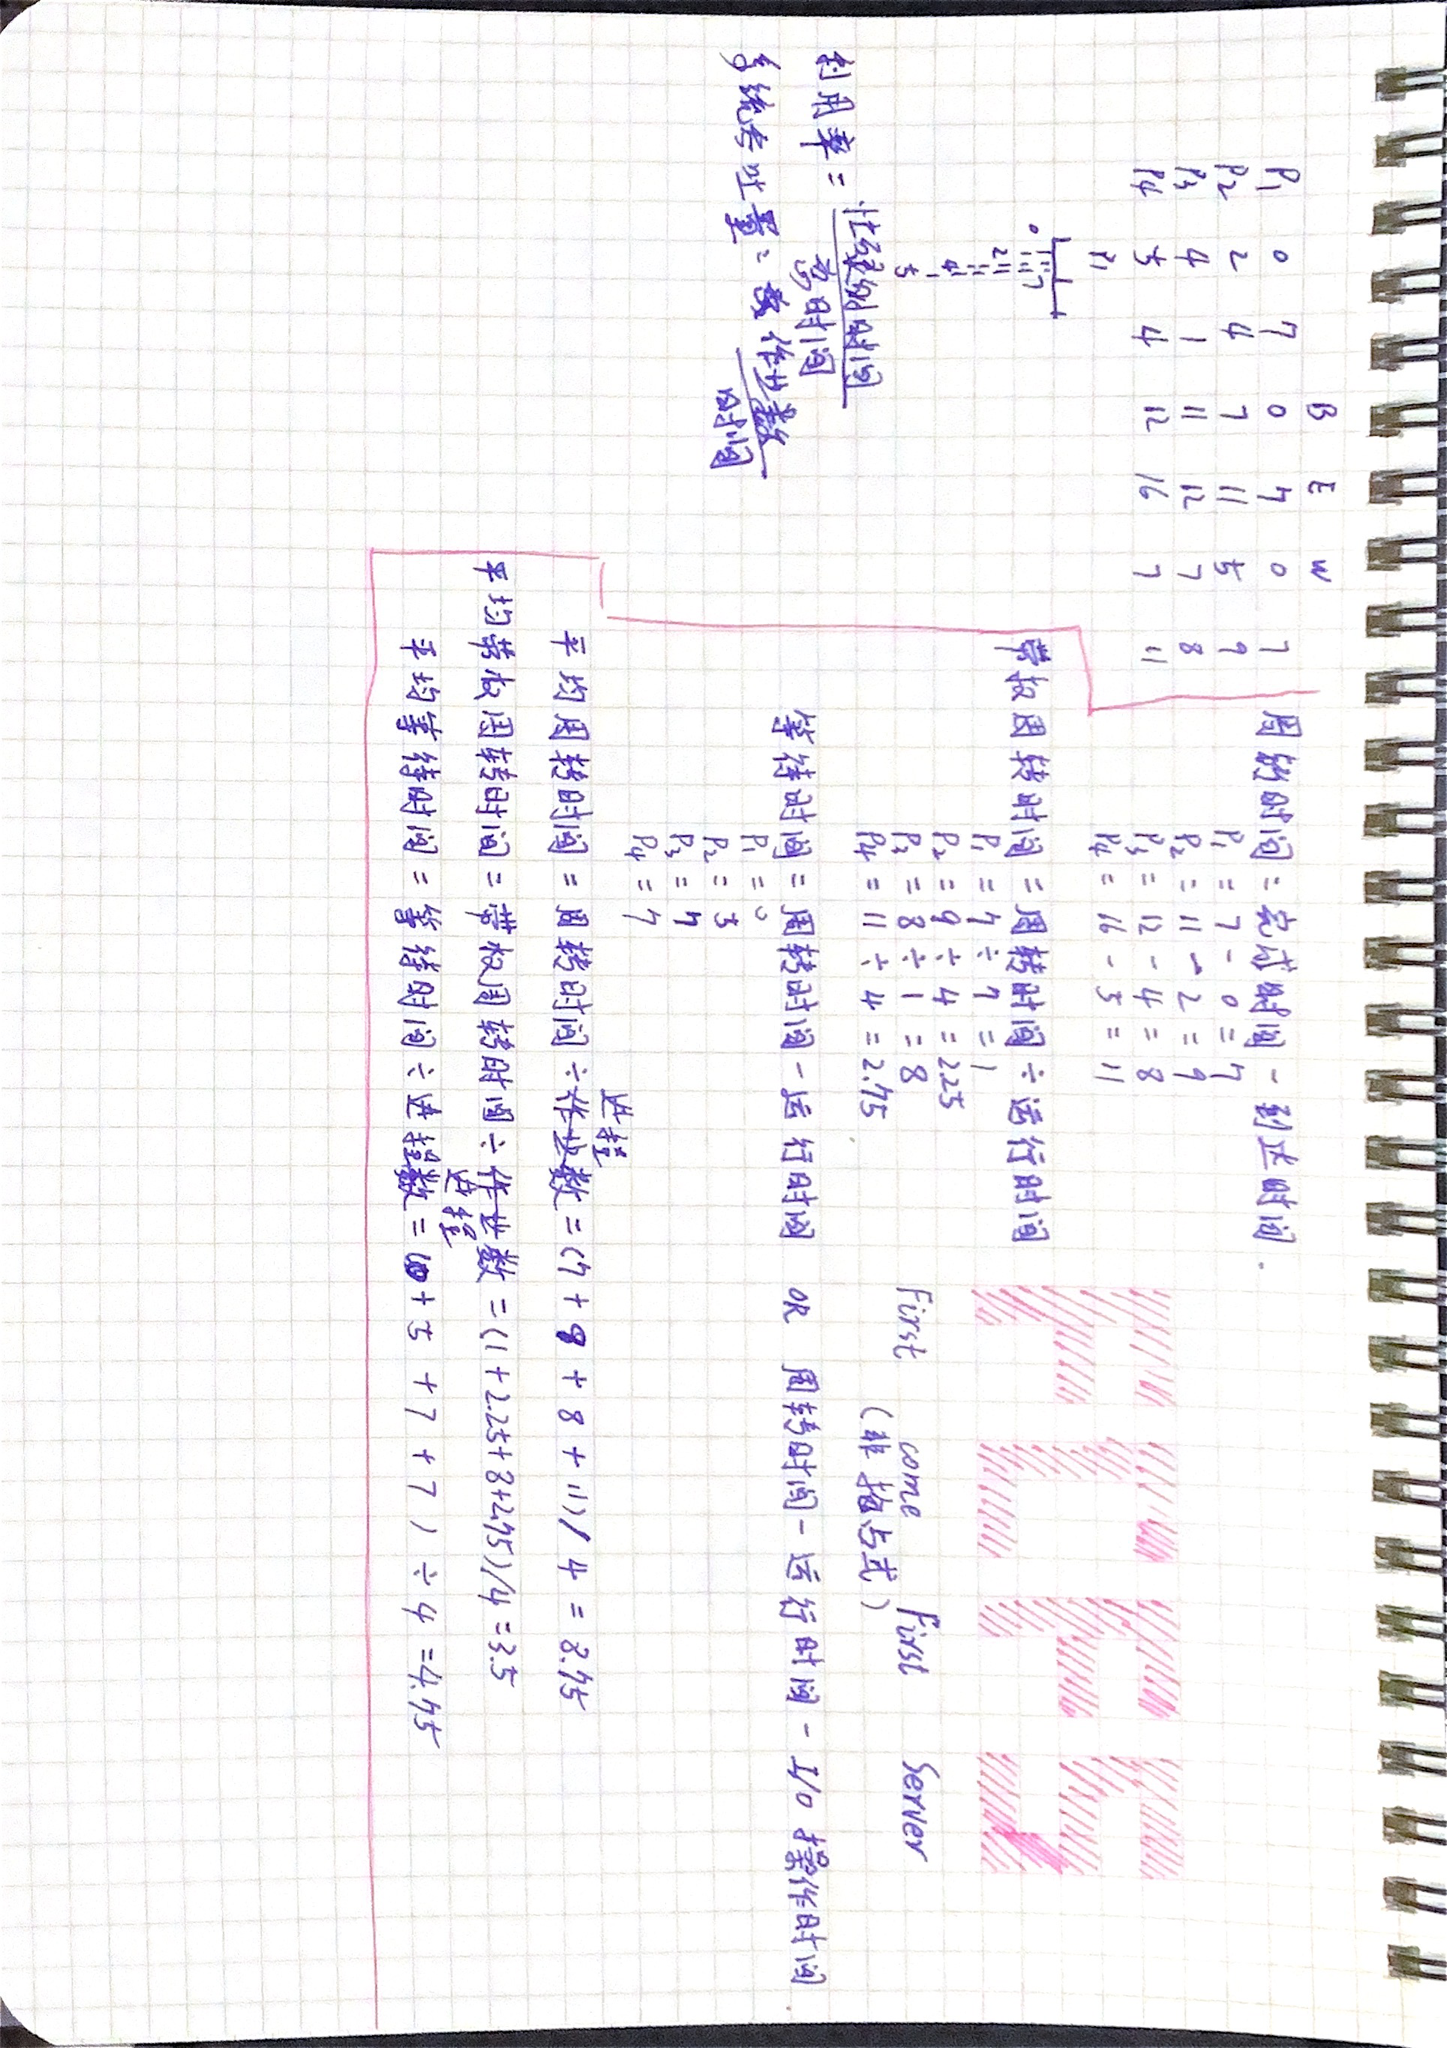 B E W
P1 0 7 0 7 0 7
P2 2 4 7 11 5 9
P3 4 1 11 12 7 8
P4 5 4 12 16 7 11
P1
0 7
2
4
5
利用率=忙碌的时间/总时间
系统吞吐量=总作业数/时间
周转时间=完成时间-到达时间.
P1=7-0=7
P2=11-2=9
P3=12-4=8
P4=16-5=11
FCFS
First come First Server
(非抢占式)
带权周转时间=周转时间÷运行时间
P1=7÷7=1
P2=9÷4=2.25
P3=8÷1=8
P4=11÷4=2.75
等待时间=周转时间-运行时间 OR 周转时间-运行时间-I/O操作时间
P1=0
P2=5
P3=7
P4=7
进程
平均周转时间=周转时间÷作业数=(7+9+8+11)/4=8.75
平均带权周转时间=带权周转时间÷作业数=(1+2.25+8+2.75)/4=3.5
进程
平均等待时间=等待时间÷进程数=(0+5+7+7)÷4=4.75